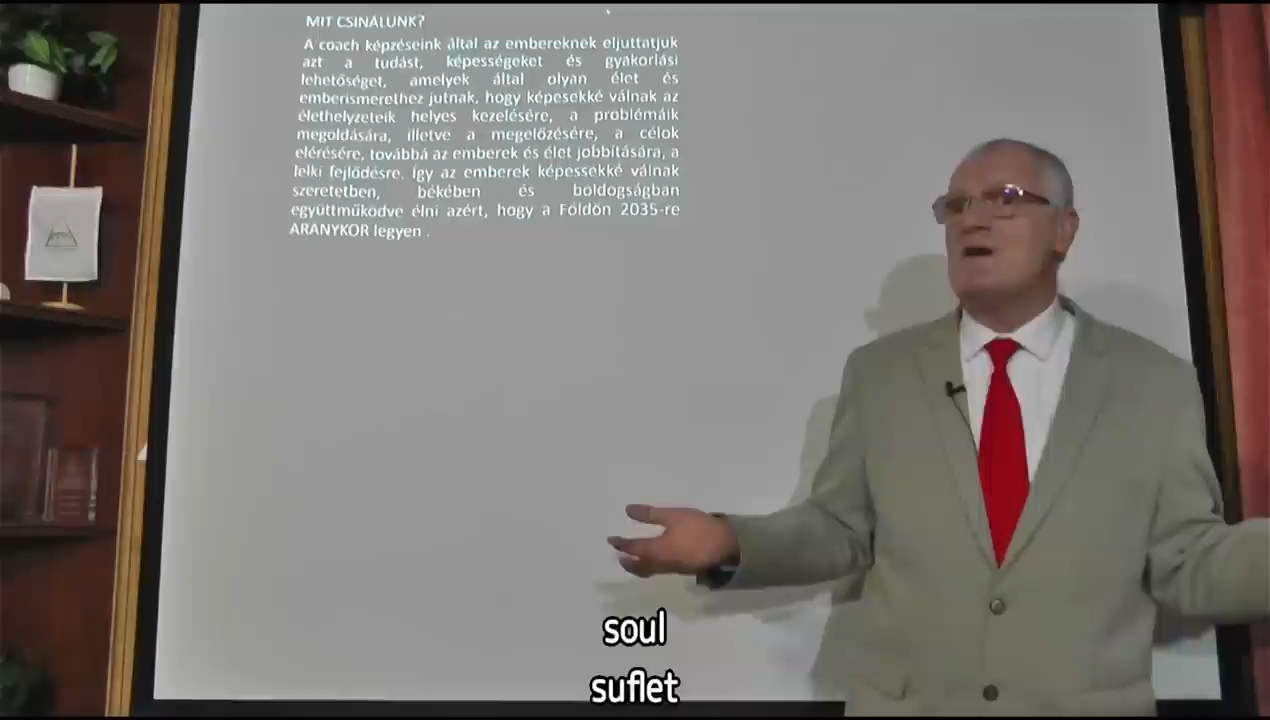 MIT CSINÁLUNK?
A coach képzéseink által az embereknek eljuttatjuk
azt a tudást, képességeket és gyakorlási
lehetőséget, amelyek által olyan élet és
emberismerethez jutnak, hogy képesekké válnak az
élethelyzeteik helyes kezelésére, a problémáik
megoldására, illetve a megelőzésére, a célok
elérésére, továbbá az emberek és élet jobbítására, a
lelki fejlődésre. Így az emberek képessekké válnak
szeretetben, békében és boldogságban
együttműködve élni azért, hogy a Földön 2035-re
ARANYKOR legyen .
soul
suflet